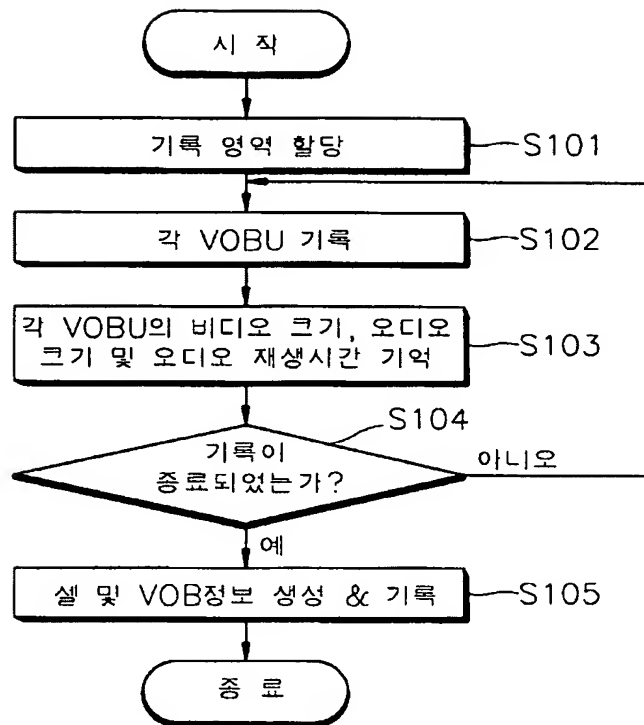 시 작
기록 영역 할당
S101
각 VOBU 기록
S102
각 VOBU의 비디오 크기, 오디오
크기 및 오디오 재생시간 기억
S103
S104
기록이
종료되었는가?
아니오
예
셀 및 VOB정보 생성 & 기록
S105
종 료